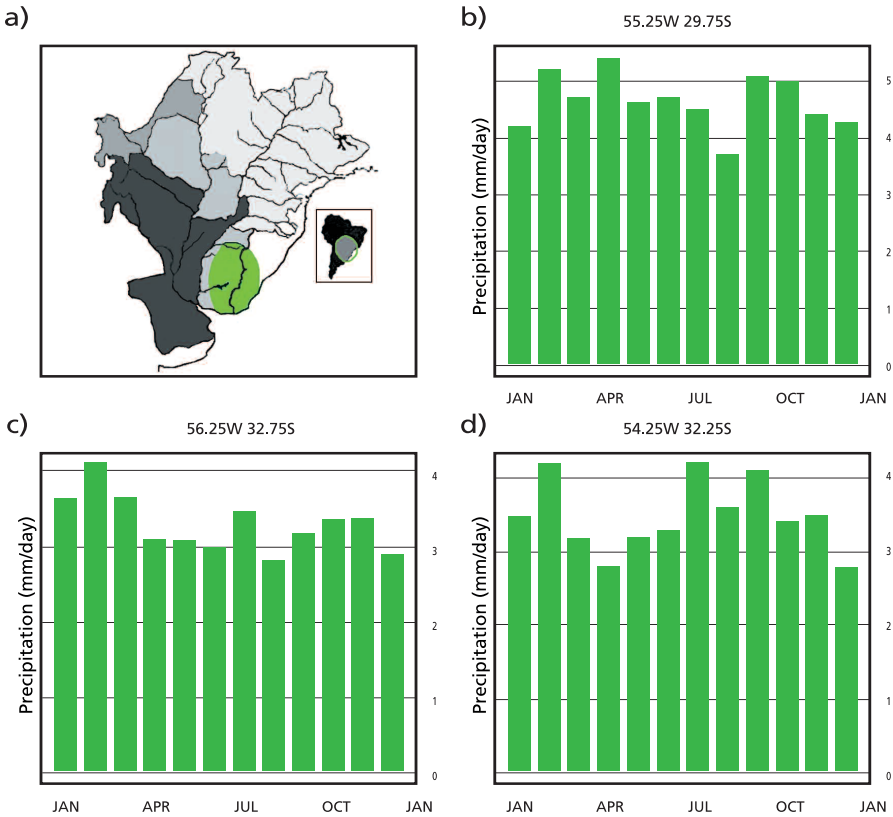 a)
b)
55.25W 29.75S
Precipitation (mm/day)
5
4
3
2
1
0
JAN APR JUL OCT JAN
c)
56.25W 32.75S
Precipitation (mm/day)
4
3
2
1
0
JAN APR JUL OCT JAN
d)
54.25W 32.25S
Precipitation (mm/day)
4
3
2
1
0
JAN APR JUL OCT JAN